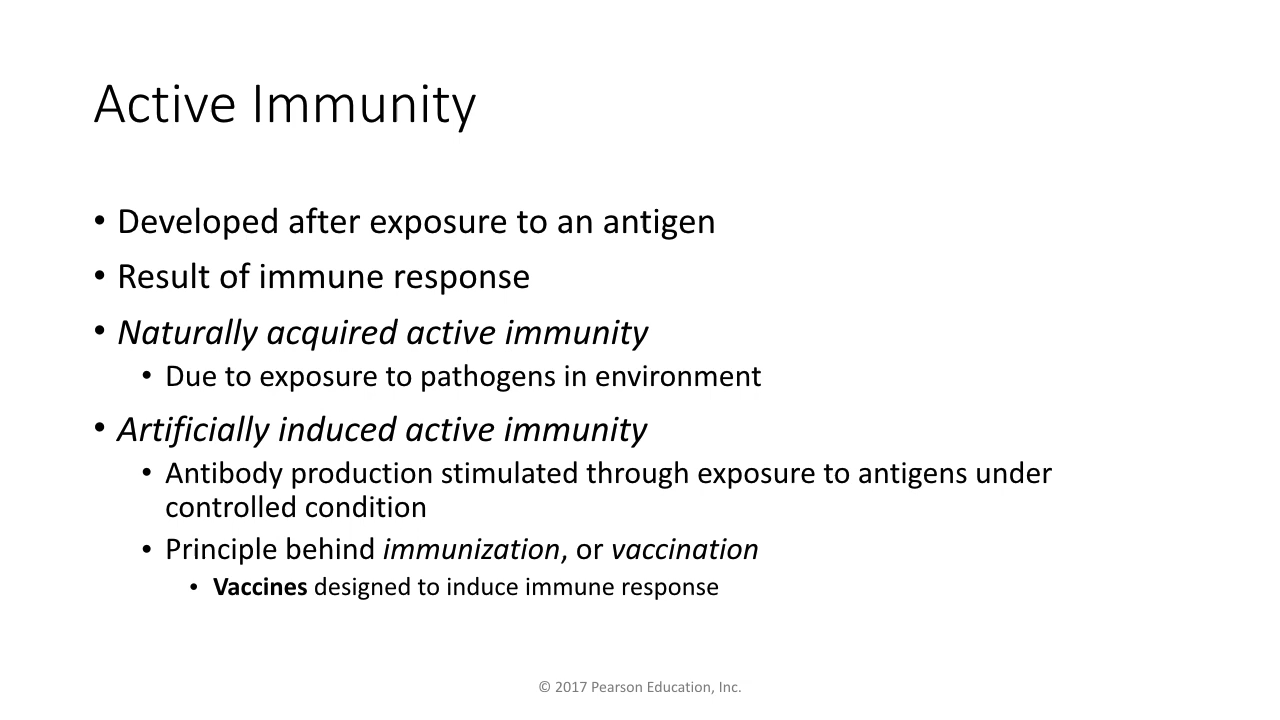 Active Immunity
• Developed after exposure to an antigen
• Result of immune response
• Naturally acquired active immunity
• Due to exposure to pathogens in environment
• Artificially induced active immunity
• Antibody production stimulated through exposure to antigens under
controlled condition
• Principle behind immunization, or vaccination
• Vaccines designed to induce immune response
© 2017 Pearson Education, Inc.